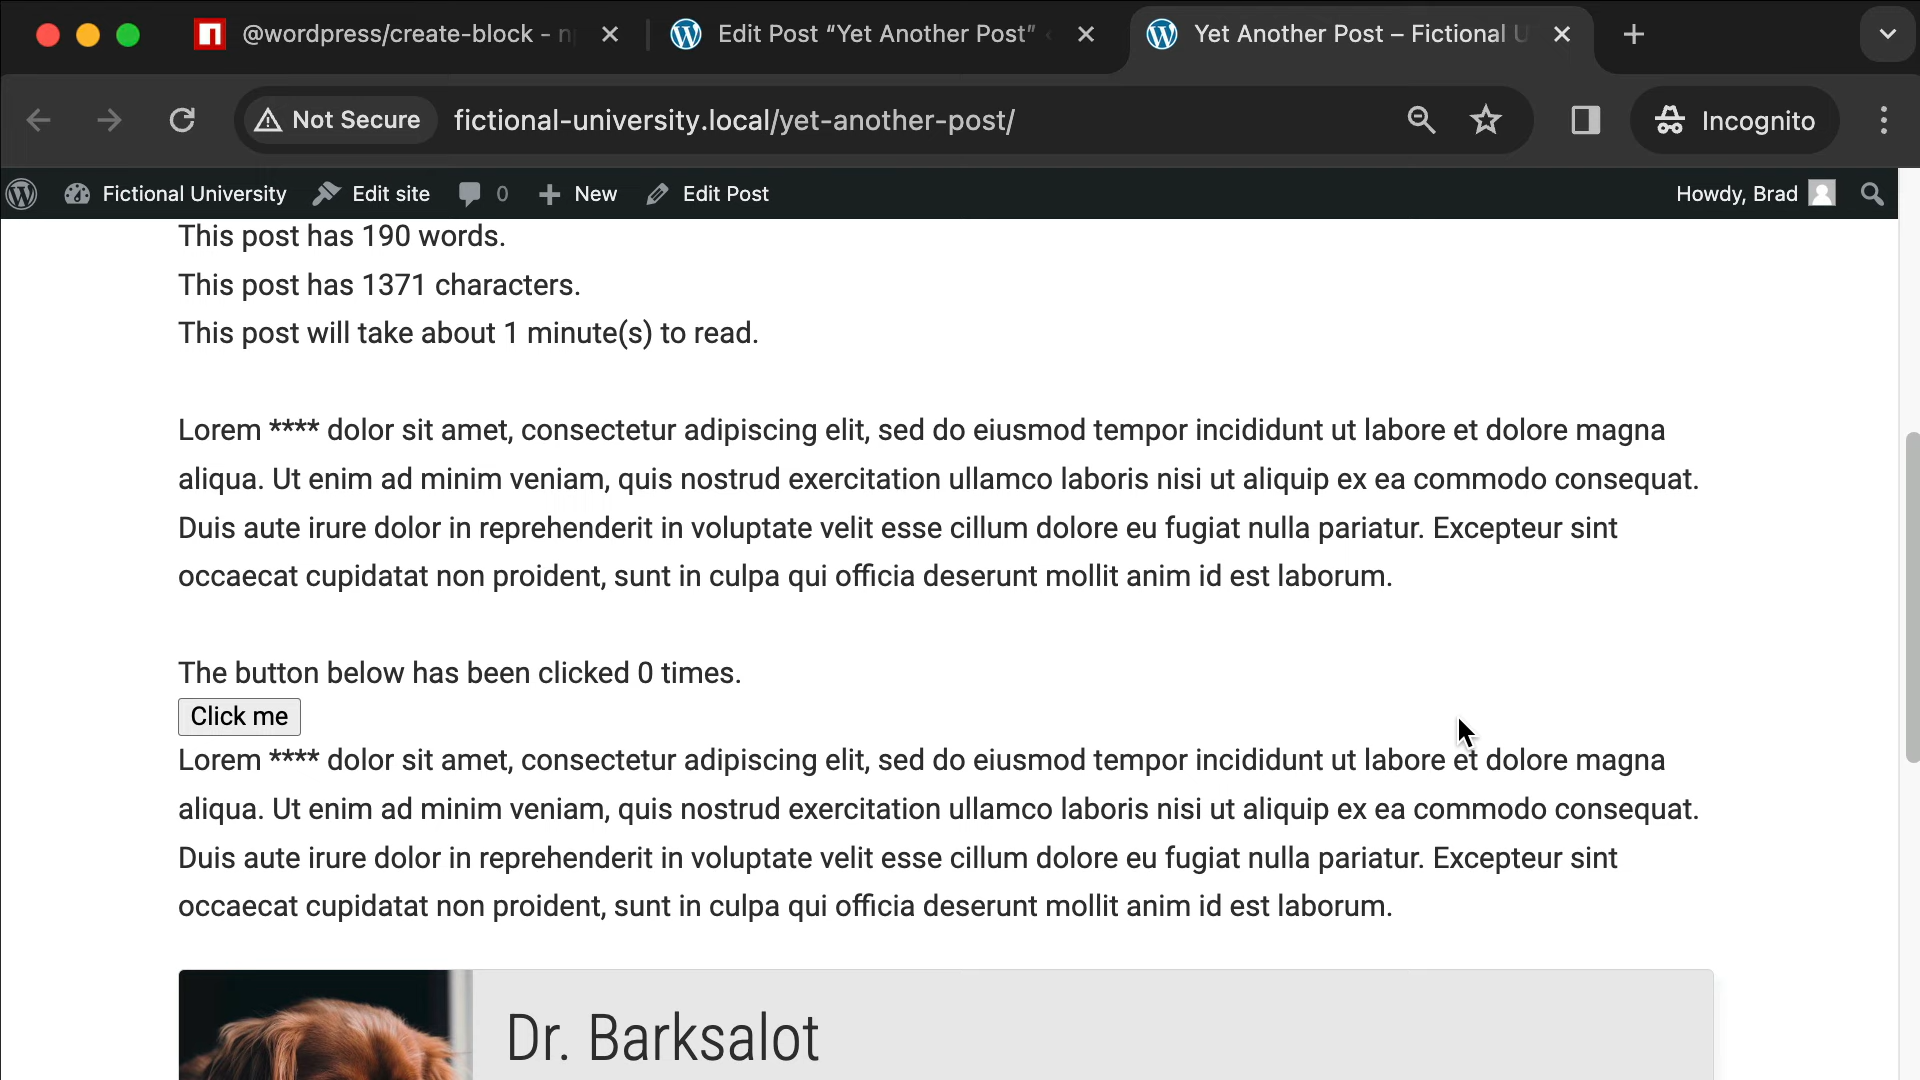 @wordpress/create-block - n
Edit Post “Yet Another Post”
Yet Another Post – Fictional U
Not Secure
fictional-university.local/yet-another-post/
Incognito
Fictional University
Edit site
0
New
Edit Post
Howdy, Brad
This post has 190 words.
This post has 1371 characters.
This post will take about 1 minute(s) to read.
Lorem **** dolor sit amet, consectetur adipiscing elit, sed do eiusmod tempor incididunt ut labore et dolore magna
aliqua. Ut enim ad minim veniam, quis nostrud exercitation ullamco laboris nisi ut aliquip ex ea commodo consequat.
Duis aute irure dolor in reprehenderit in voluptate velit esse cillum dolore eu fugiat nulla pariatur. Excepteur sint
occaecat cupidatat non proident, sunt in culpa qui officia deserunt mollit anim id est laborum.
The button below has been clicked 0 times.
Click me
Lorem **** dolor sit amet, consectetur adipiscing elit, sed do eiusmod tempor incididunt ut labore et dolore magna
aliqua. Ut enim ad minim veniam, quis nostrud exercitation ullamco laboris nisi ut aliquip ex ea commodo consequat.
Duis aute irure dolor in reprehenderit in voluptate velit esse cillum dolore eu fugiat nulla pariatur. Excepteur sint
occaecat cupidatat non proident, sunt in culpa qui officia deserunt mollit anim id est laborum.
Dr. Barksalot